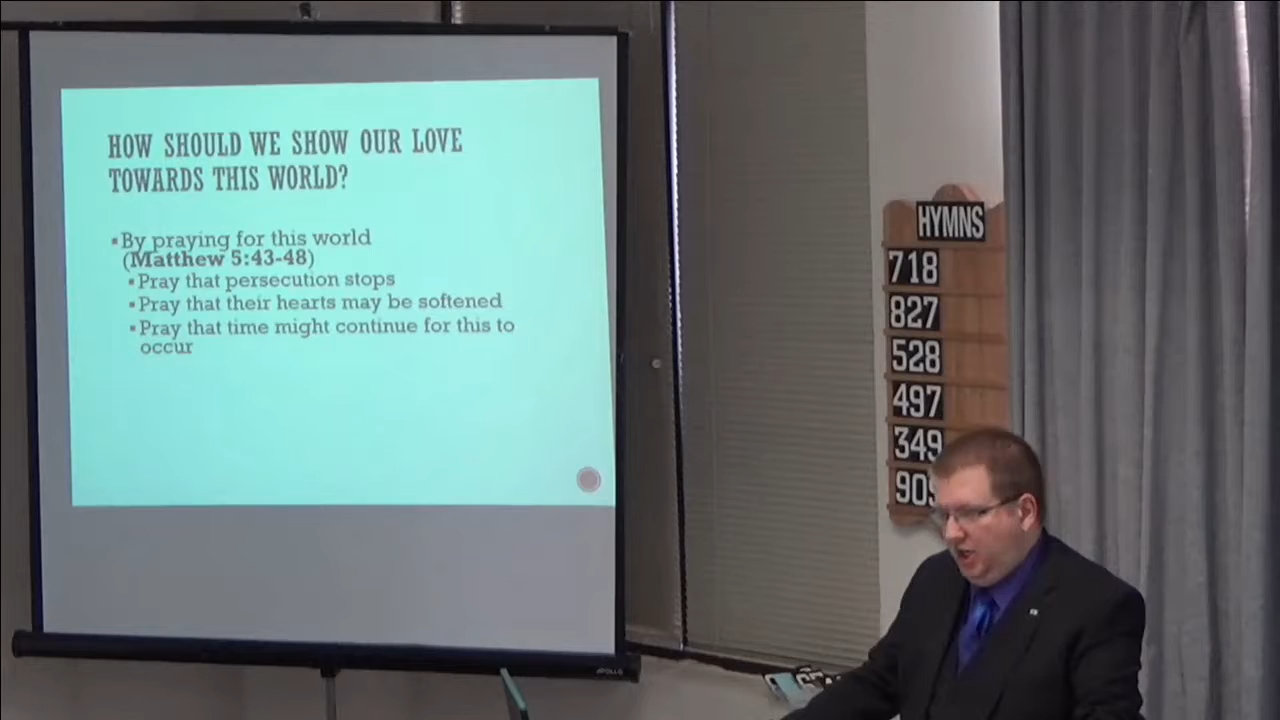 HOW SHOULD WE SHOW OUR LOVE
TOWARDS THIS WORLD?
▪By praying for this world
(Matthew 5:43-48)
▪Pray that persecution stops
▪Pray that their hearts may be softened
▪Pray that time might continue for this to
occur
HYMNS
718
827
528
497
349
APOLLO